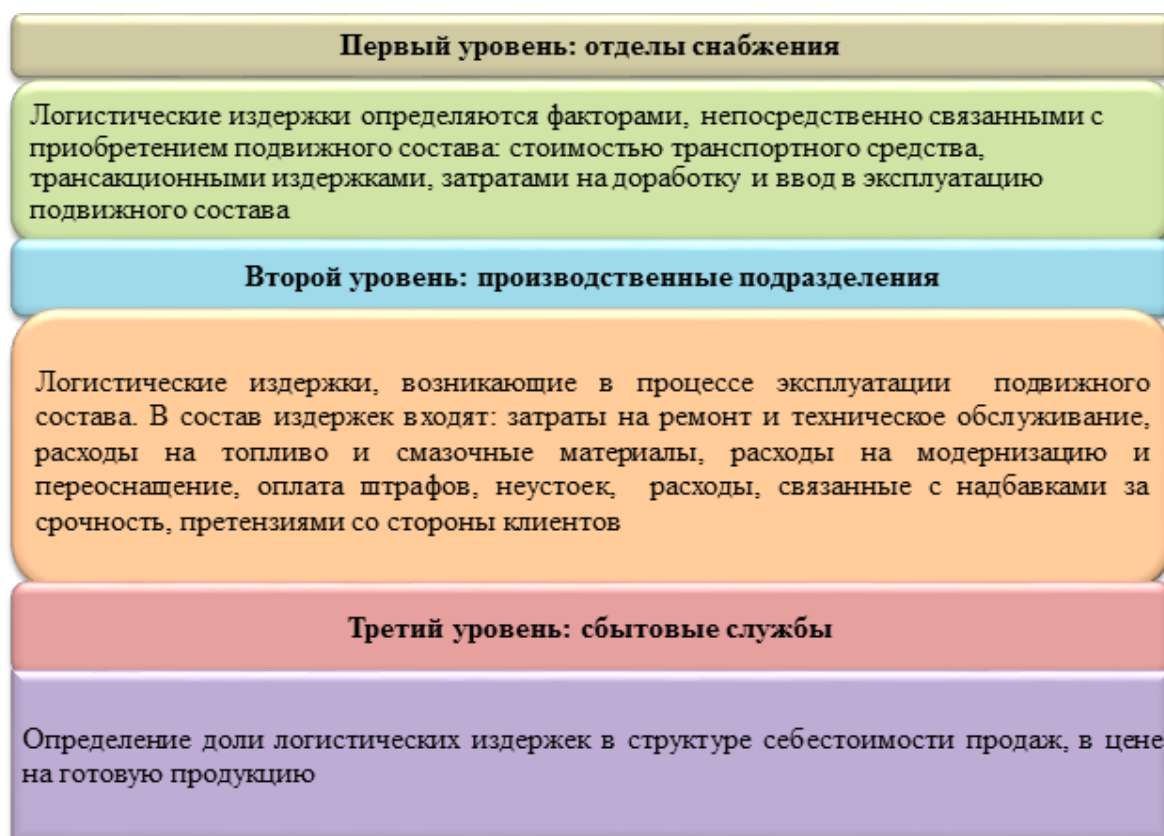 Первый уровень: отделы снабжения
Логистические издержки определяются факторами, непосредственно связанными с
приобретением подвижного состава: стоимостью транспортного средства,
трансакционными издержками, затратами на доработку и ввод в эксплуатацию
подвижного состава
Второй уровень: производственные подразделения
Логистические издержки, возникающие в процессе эксплуатации подвижного
состава. В состав издержек входят: затраты на ремонт и техническое обслуживание,
расходы на топливо и смазочные материалы, расходы на модернизацию и
переоснащение, оплата штрафов, неустоек, расходы, связанные с надбавками за
срочность, претензиями со стороны клиентов
Третий уровень: сбытовые службы
Определение доли логистических издержек в структуре себестоимости продаж, в цене
на готовую продукцию